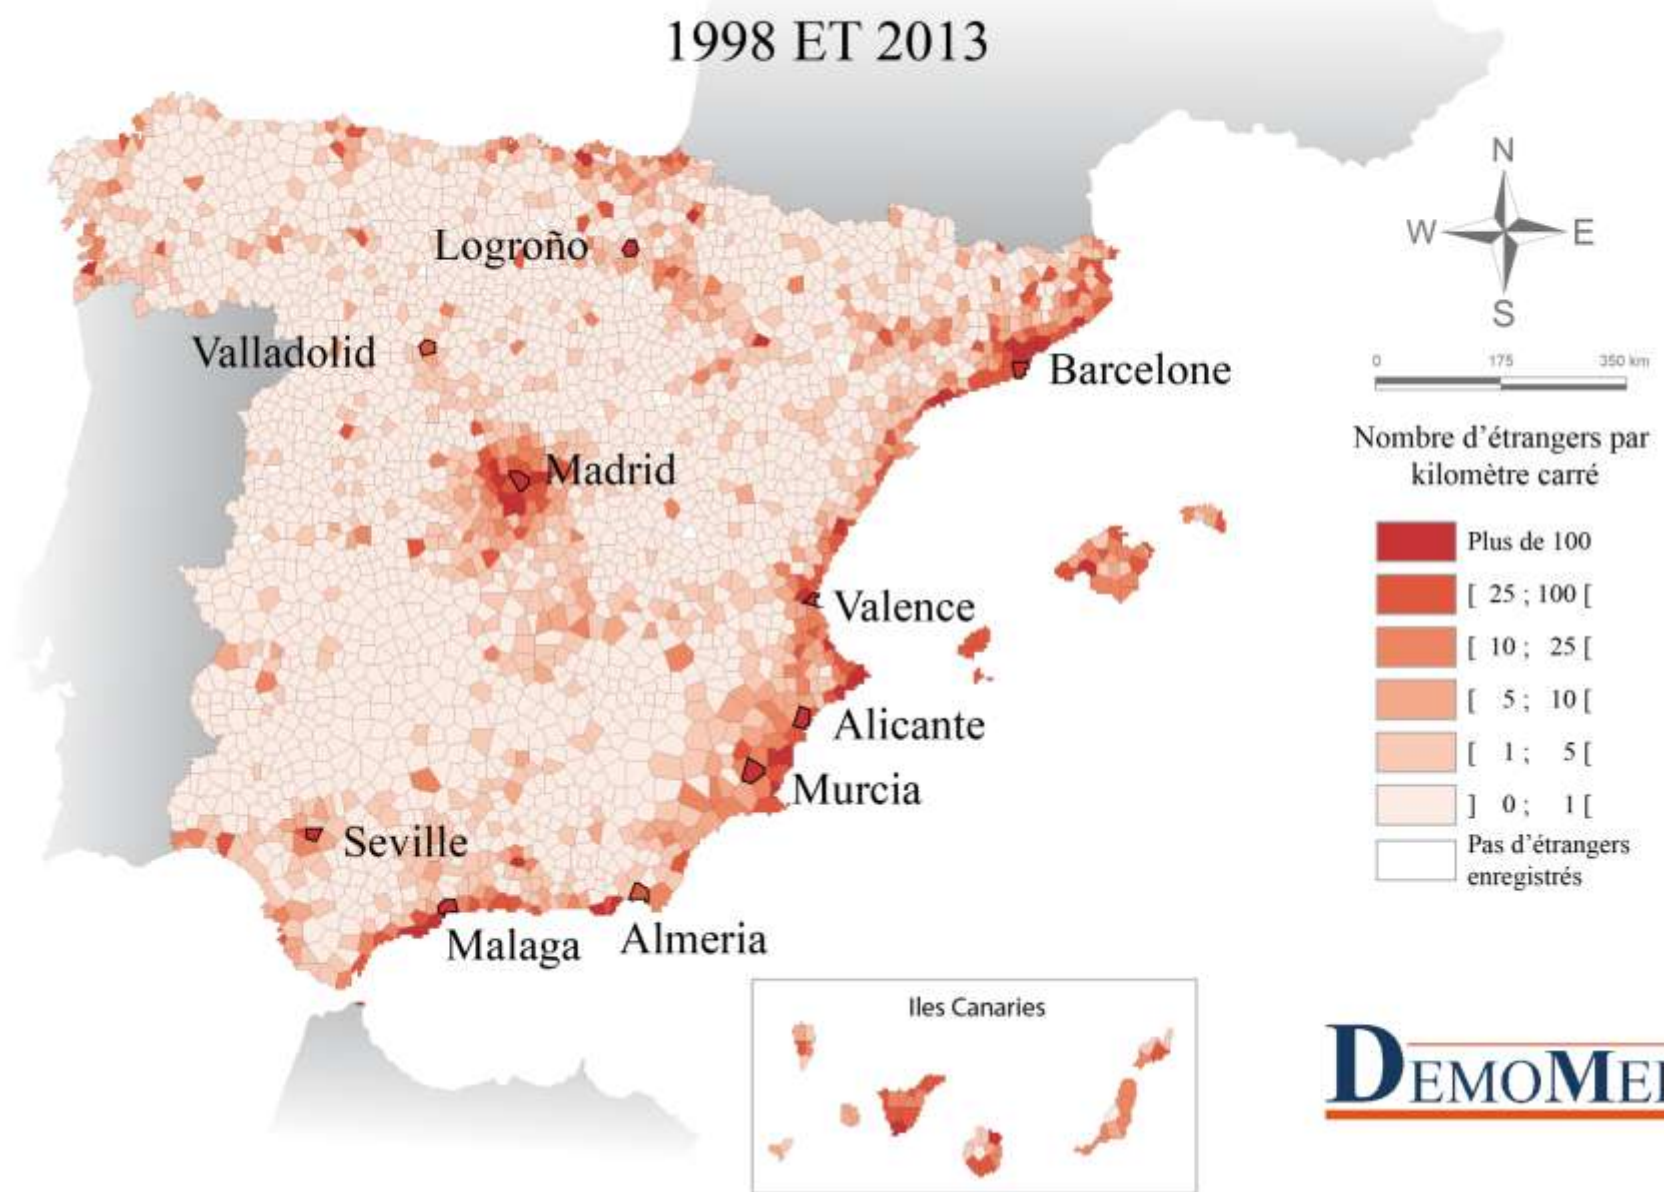 1998 ET 2013
N
W E
S
0 175 350 km
Logroño
Valladolid
Barcelone
Madrid
Valence
Alicante
Murcia
Seville
Malaga
Almeria
Nombre d'étrangers par
kilomètre carré
Plus de 100
[ 25 ; 100 [
[ 10 ; 25 [
[ 5 ; 10 [
[ 1 ; 5 [
] 0 ; 1 [
Pas d'étrangers
enregistrés
Iles Canaries